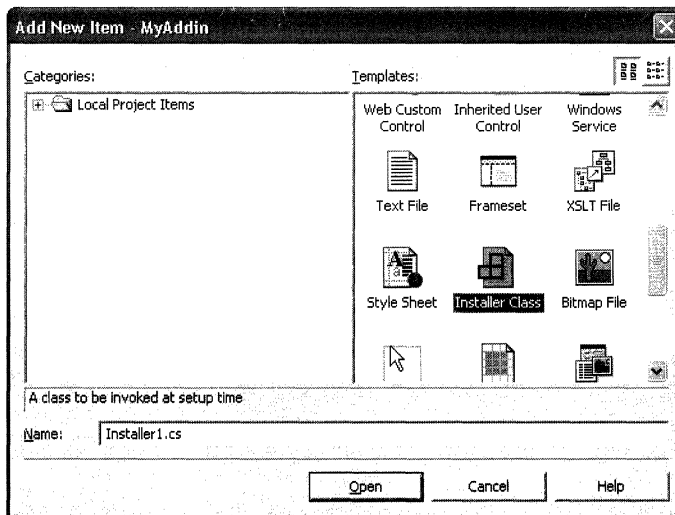 Add New Item - MyAddin
Categories:
Templates:
Local Project Items
Web Custom Control
Inherited User Control
Windows Service
Text File
Frameset
XSLT File
Style Sheet
Installer Class
Bitmap File
A class to be invoked at setup time
Name:
Installer1.cs
Open
Cancel
Help